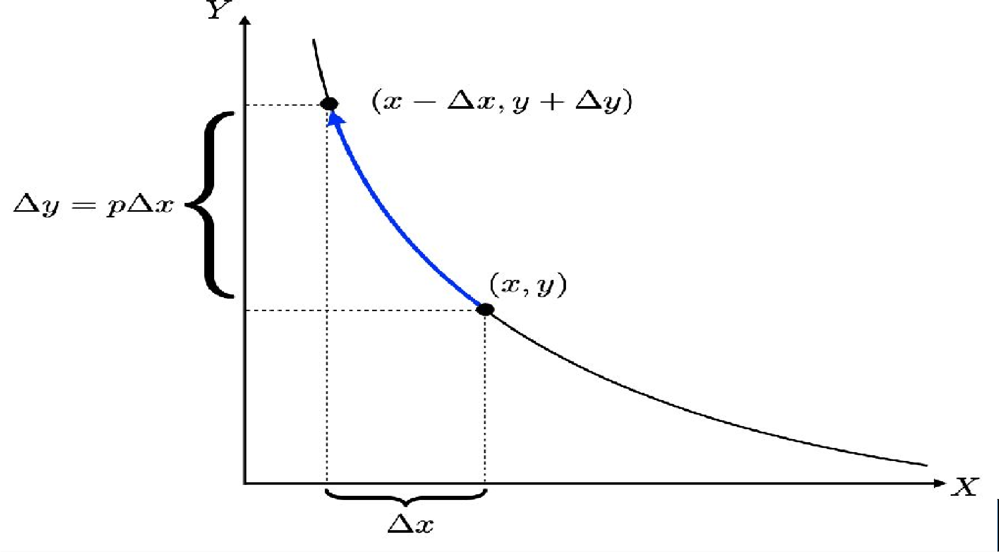 Y
(x − Δx, y + Δy)
Δy = pΔx
(x, y)
X
Δx